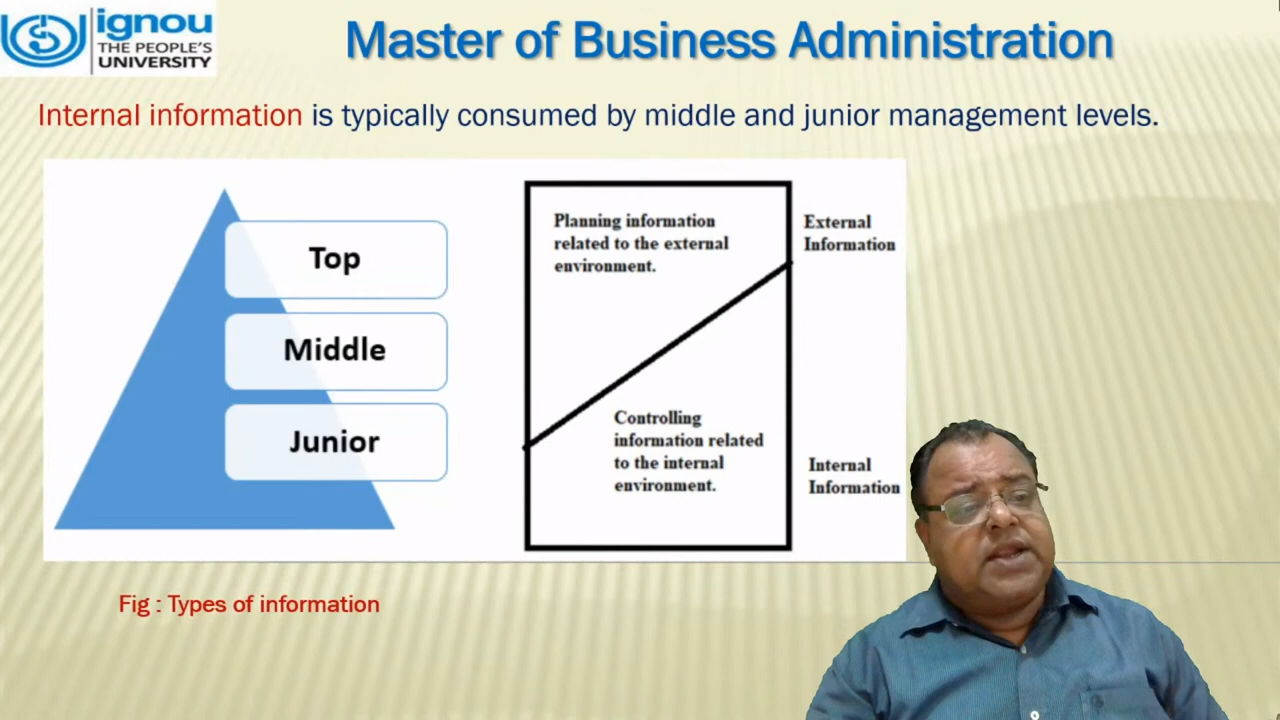 ignou
THE PEOPLE'S
UNIVERSITY
Master of Business Administration
Internal information is typically consumed by middle and junior management levels.
Top
Middle
Junior
Planning information
related to the external
environment.
External
Information
Controlling
information related
to the internal
environment.
Internal
Information
Fig : Types of information